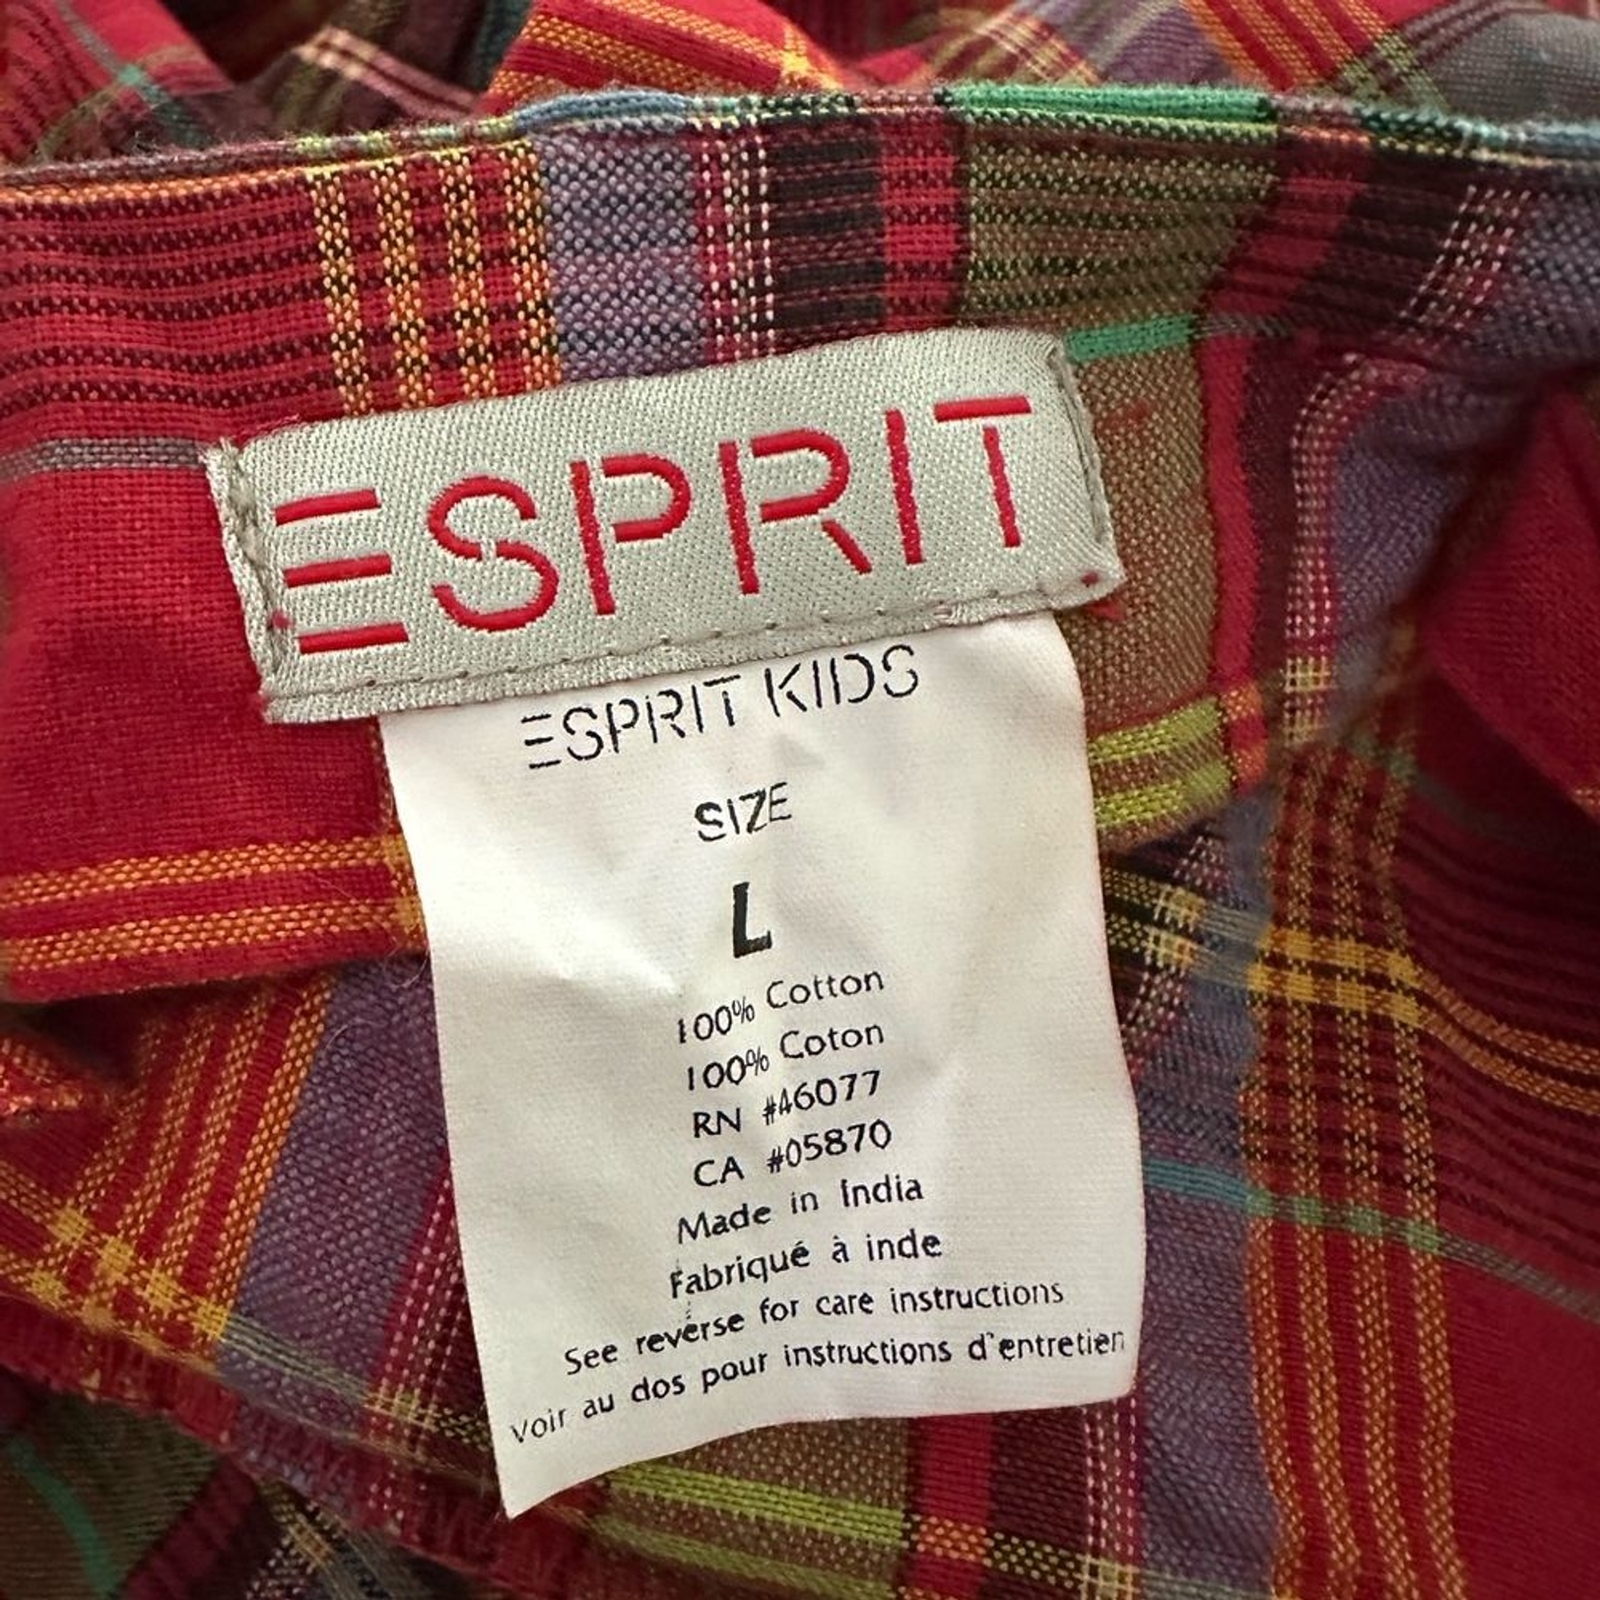 ESPRIT
ESPRIT KIDS
SIZE
L
100% Cotton
100% Coton
RN #46077
CA #05870
Made in India
Fabriqué à inde
See reverse for care instructions
voir au dos pour instructions d'entretien